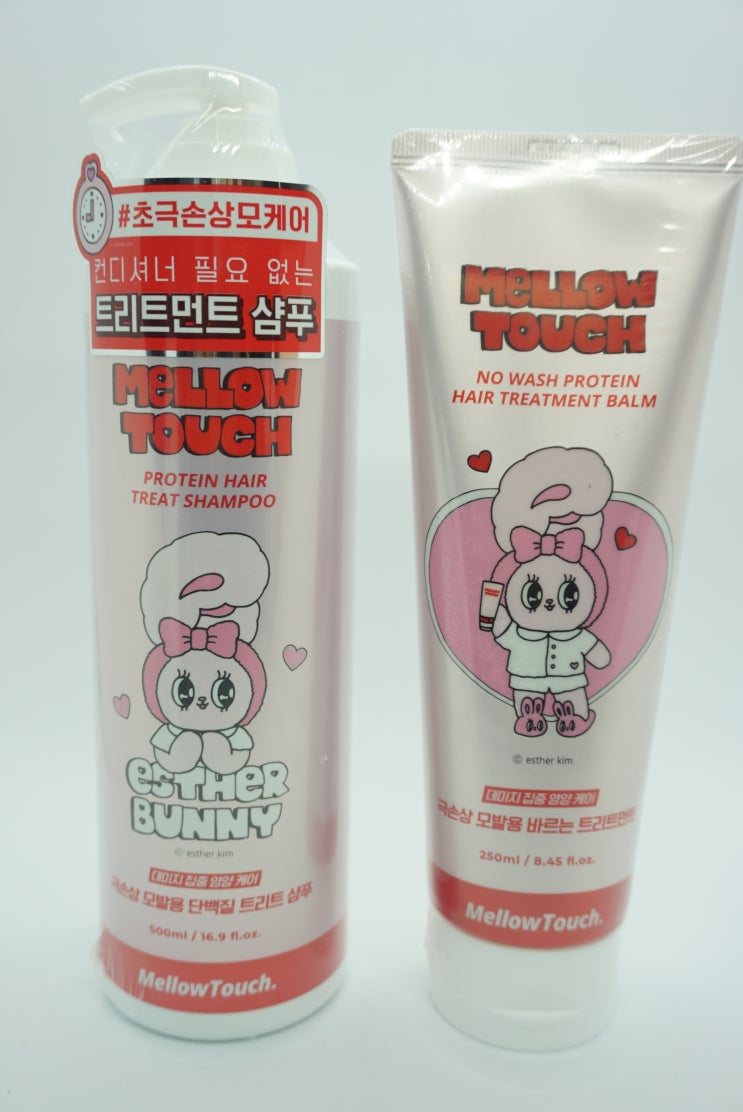 #초극손상모케어
© esther kim
컨디셔너 필요 없는
트리트먼트 샴푸
MELLOW
TOUCH
PROTEIN HAIR
TREAT SHAMPOO
esther
BUNNY
© esther kim
데미지 집중 영양 케어
극손상 모발용 단백질 트리트 샴푸
500ml / 16.9 fl.oz.
MellowTouch.
MELLOW
TOUCH
NO WASH PROTEIN
HAIR TREATMENT BALM
© esther kim
데미지 집중 영양 케어
극손상 모발용 바르는 트리트먼트
250ml / 8.45 fl.oz.
MellowTouch.